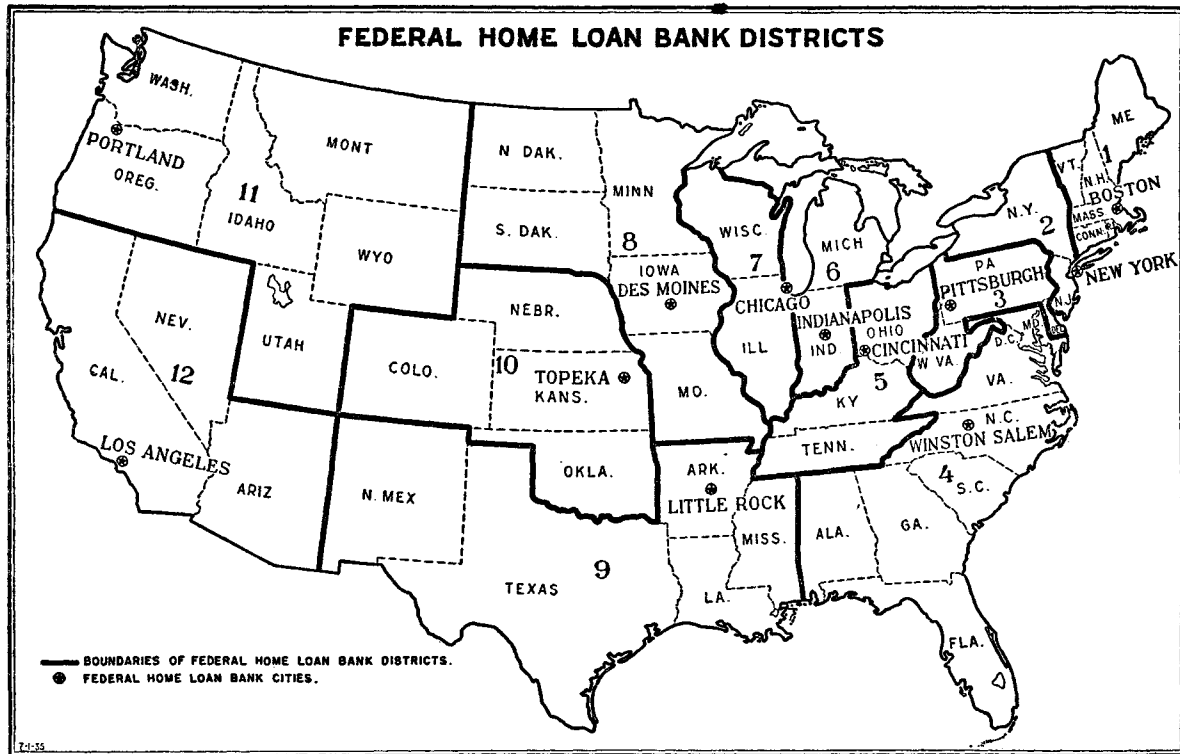 FEDERAL HOME LOAN BANK DISTRICTS
WASH.
PORTLAND
OREG.
MONT
11
IDAHO
WYO
N DAK.
S. DAK.
MINN
8
IOWA
DES MOINES
WISC.
7
CHICAGO
ILL
MICH
6
INDIANAPOLIS
IND.
OHIO
CINCINNATI
W VA.
5
KY
ME
1
VT.
N.H.
BOSTON
MASS
CONN.
R
N.Y.
2
NEW YORK
PA
PITTSBURGH
3
N.J.
DEL
MD.
D.C.
VA.
NEV.
CAL.
12
LOS ANGELES
UTAH
ARIZ
COLO.
NEBR.
10
TOPEKA
KANS.
MO.
OKLA.
N. MEX
TEXAS
9
ARK.
LITTLE ROCK
LA.
MISS.
TENN.
N.C.
WINSTON SALEM
4
S.C.
ALA.
GA.
FLA.
BOUNDARIES OF FEDERAL HOME LOAN BANK DISTRICTS.
FEDERAL HOME LOAN BANK CITIES.
7-1-35